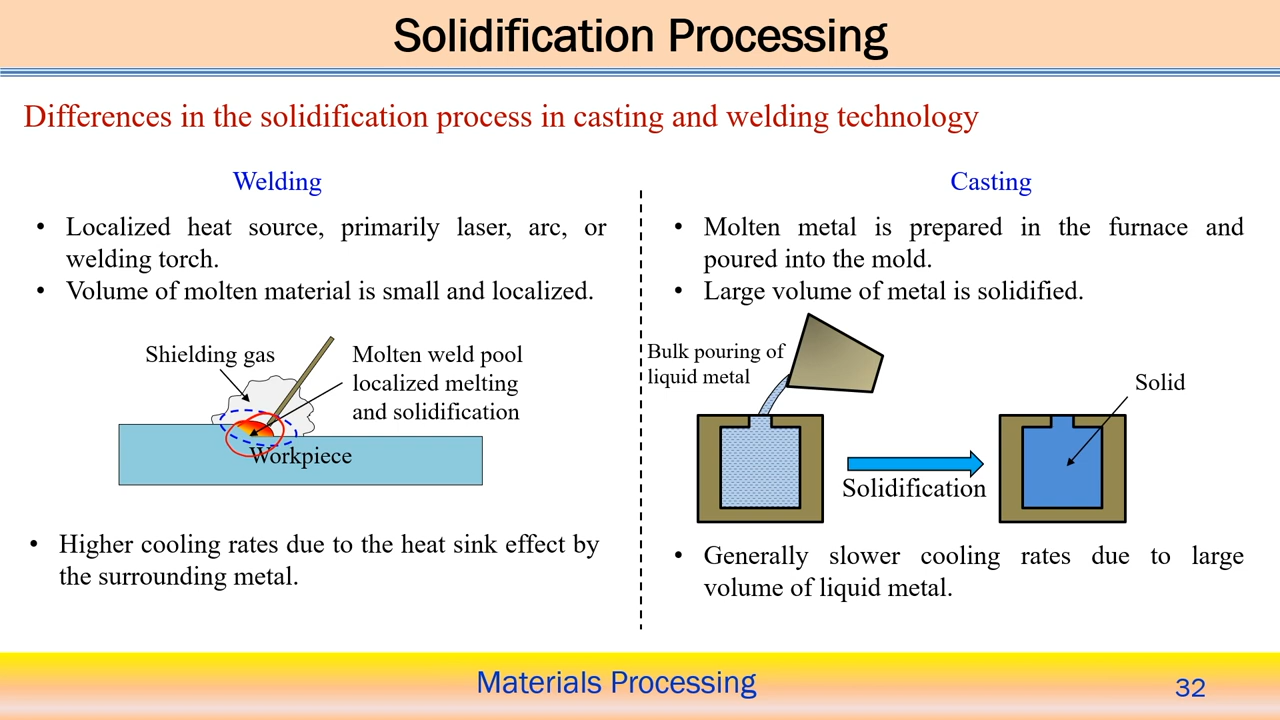 Solidification Processing
Differences in the solidification process in casting and welding technology
Welding
• Localized heat source, primarily laser, arc, or
welding torch.
• Volume of molten material is small and localized.
Shielding gas
Molten weld pool
localized melting
and solidification
Workpiece
• Higher cooling rates due to the heat sink effect by
the surrounding metal.
Casting
• Molten metal is prepared in the furnace and
poured into the mold.
• Large volume of metal is solidified.
Bulk pouring of
liquid metal
Solid
Solidification
• Generally slower cooling rates due to large
volume of liquid metal.
Materials Processing
32